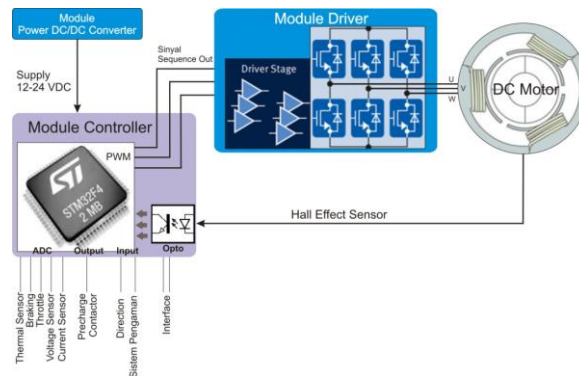 Module
Power DC/DC Converter
Supply
12-24 VDC
Sinyal
Sequence Out
Module Driver
Driver Stage
U
V
W
DC Motor
Module Controller
PWM
ST
STM32F4
2 MB
Hall Effect Sensor
ADC
Output
Input
Opto
Thermal Sensor
Braking
Throttle
Voltage Sensor
Current Sensor
Precharge
Contactor
Direction
Sistem Pengaman
Interface